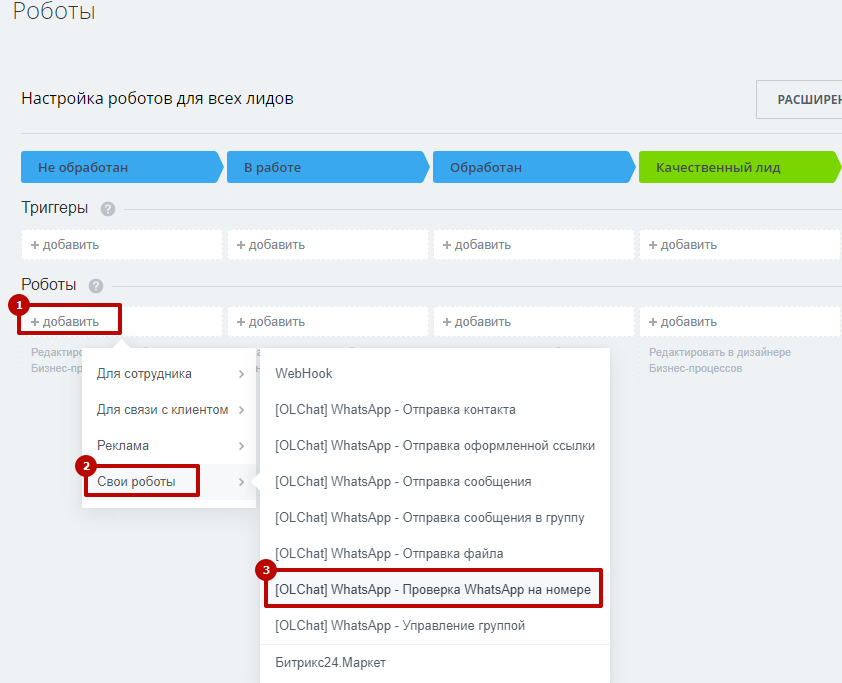 Роботы
Настройка роботов для всех лидов
РАСШИРЕН
Не обработан
В работе
Обработан
Качественный лид
Триггеры ?
+ добавить
+ добавить
+ добавить
+ добавить
Роботы ?
1
+ добавить
+ добавить
+ добавить
+ добавить
Редактировать в дизайнере
Бизнес-процессов
Для сотрудника
Для связи с клиентом
Реклама
2
Свои роботы
WebHook
[OLChat] WhatsApp - Отправка контакта
[OLChat] WhatsApp - Отправка оформленной ссылки
[OLChat] WhatsApp - Отправка сообщения
[OLChat] WhatsApp - Отправка сообщения в группу
[OLChat] WhatsApp - Отправка файла
3
[OLChat] WhatsApp - Проверка WhatsApp на номере
[OLChat] WhatsApp - Управление группой
Битрикс24.Маркет